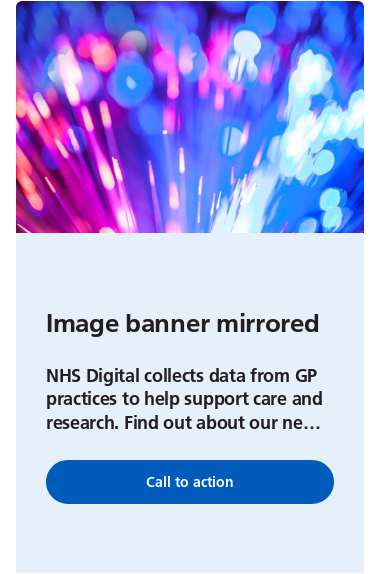 Image banner mirrored
NHS Digital collects data from GP
practices to help support care and
research. Find out about our ne…
Call to action